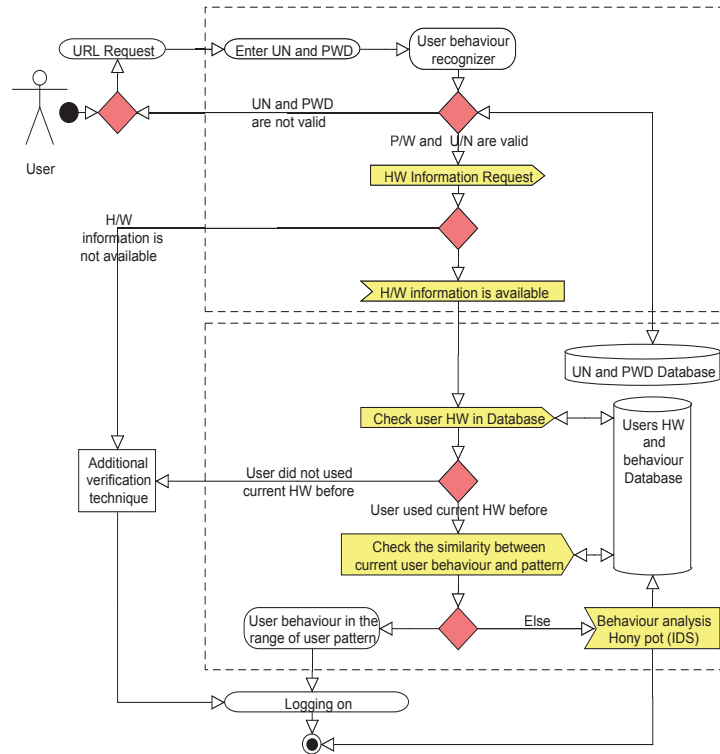 URL Request
Enter UN and PWD
User behaviour
recognizer
User
UN and PWD
are not valid
P/W and U/N are valid
HW Information Request
H/W
information is
not available
H/W information is available
UN and PWD Database
Check user HW in Database
Users HW
and
behaviour
Database
Additional
verification
technique
User did not used
current HW before
User used current HW before
Check the similarity between
current user behaviour and pattern
User behaviour in the
range of user pattern
Else
Behaviour analysis
Hony pot (IDS)
Logging on